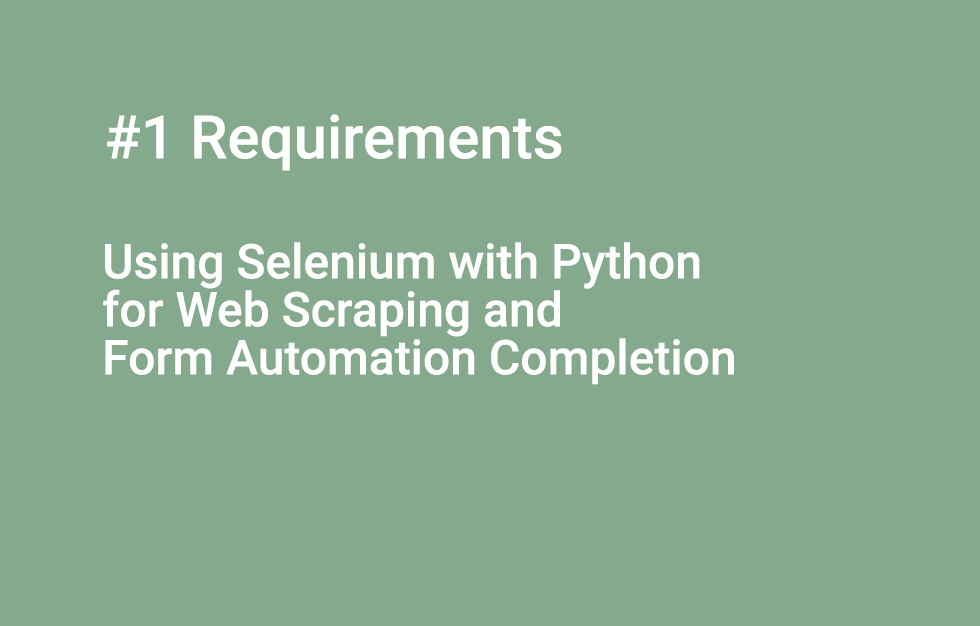 #1 Requirements
Using Selenium with Python
for Web Scraping and
Form Automation Completion